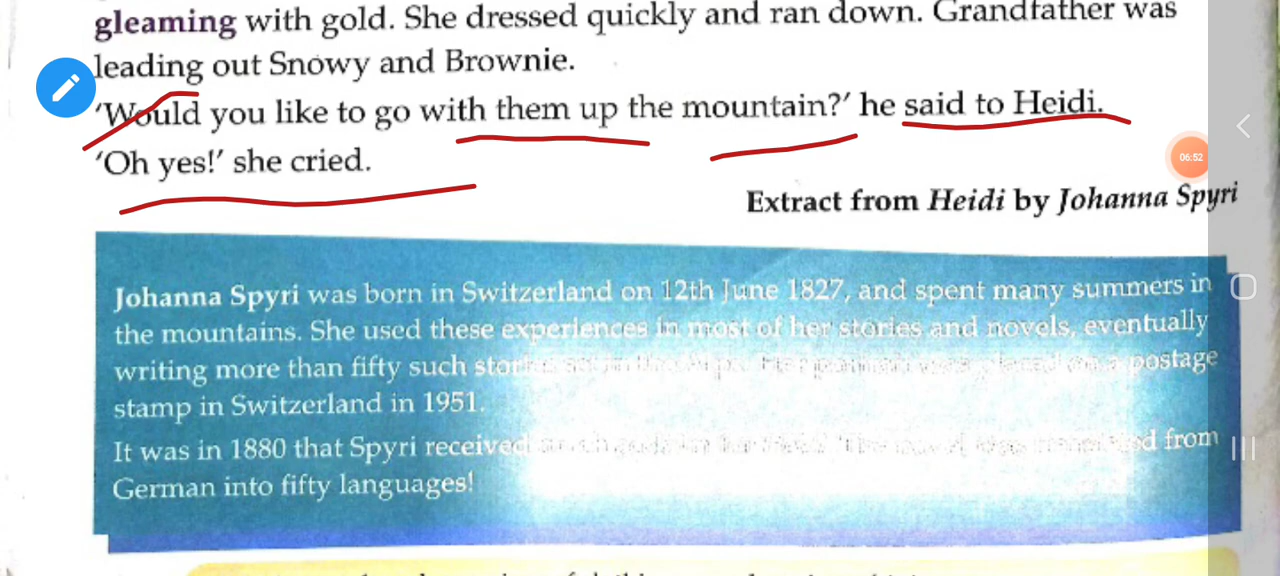 gleaming with gold. She dressed quickly and ran down. Grandfather was
leading out Snowy and Brownie.
'Would you like to go with them up the mountain?' he said to Heidi.
'Oh yes!' she cried.
06:52
Extract from Heidi by Johanna Spyri
Johanna Spyri was born in Switzerland on 12th June 1827, and spent many summers in
the mountains. She used these experiences in most of her stories and novels, eventually
writing more than fifty such postage
stamp in Switzerland in 1951.
It was in 1880 that Spyri received from
German into fifty languages!